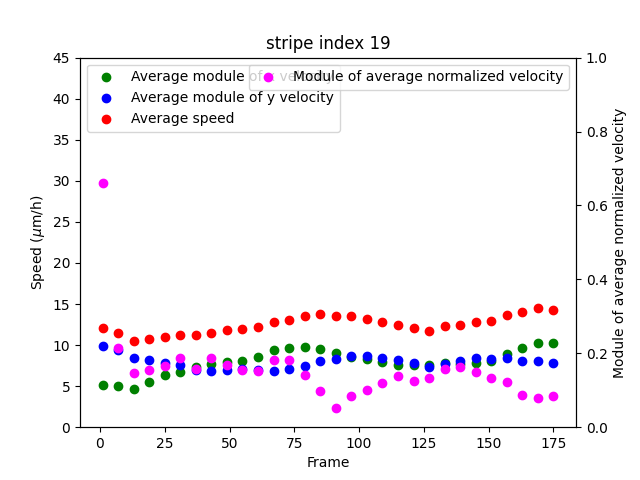 stripe index 19
Average module of x velocity
Average module of y velocity
Average speed
Module of average normalized velocity
Speed (μm/h)
45
40
35
30
25
20
15
10
5
0
1.0
0.8
0.6
0.4
0.2
0.0
Module of average normalized velocity
0 25 50 75 100 125 150 175
Frame